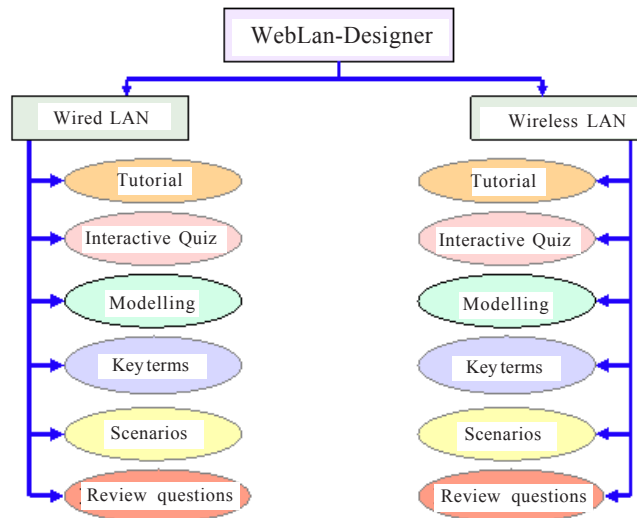 WebLan-Designer
Wired LAN
Wireless LAN
Tutorial
Tutorial
Interactive Quiz
Interactive Quiz
Modelling
Modelling
Key terms
Key terms
Scenarios
Scenarios
Review questions
Review questions